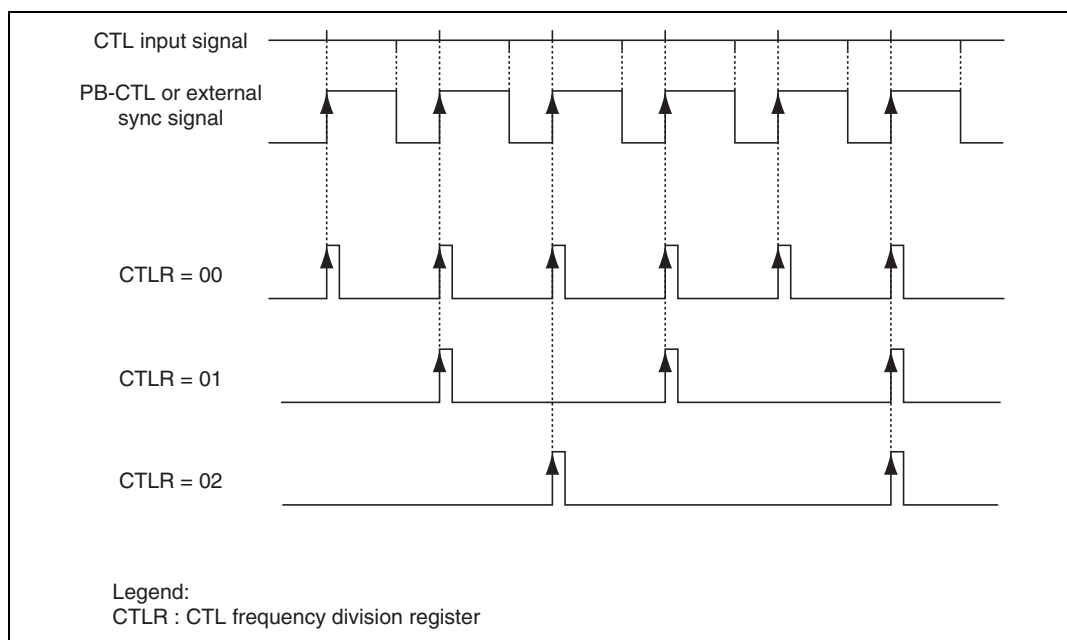 CTL input signal
PB-CTL or external
sync signal
CTLR = 00
CTLR = 01
CTLR = 02
Legend:
CTLR : CTL frequency division register